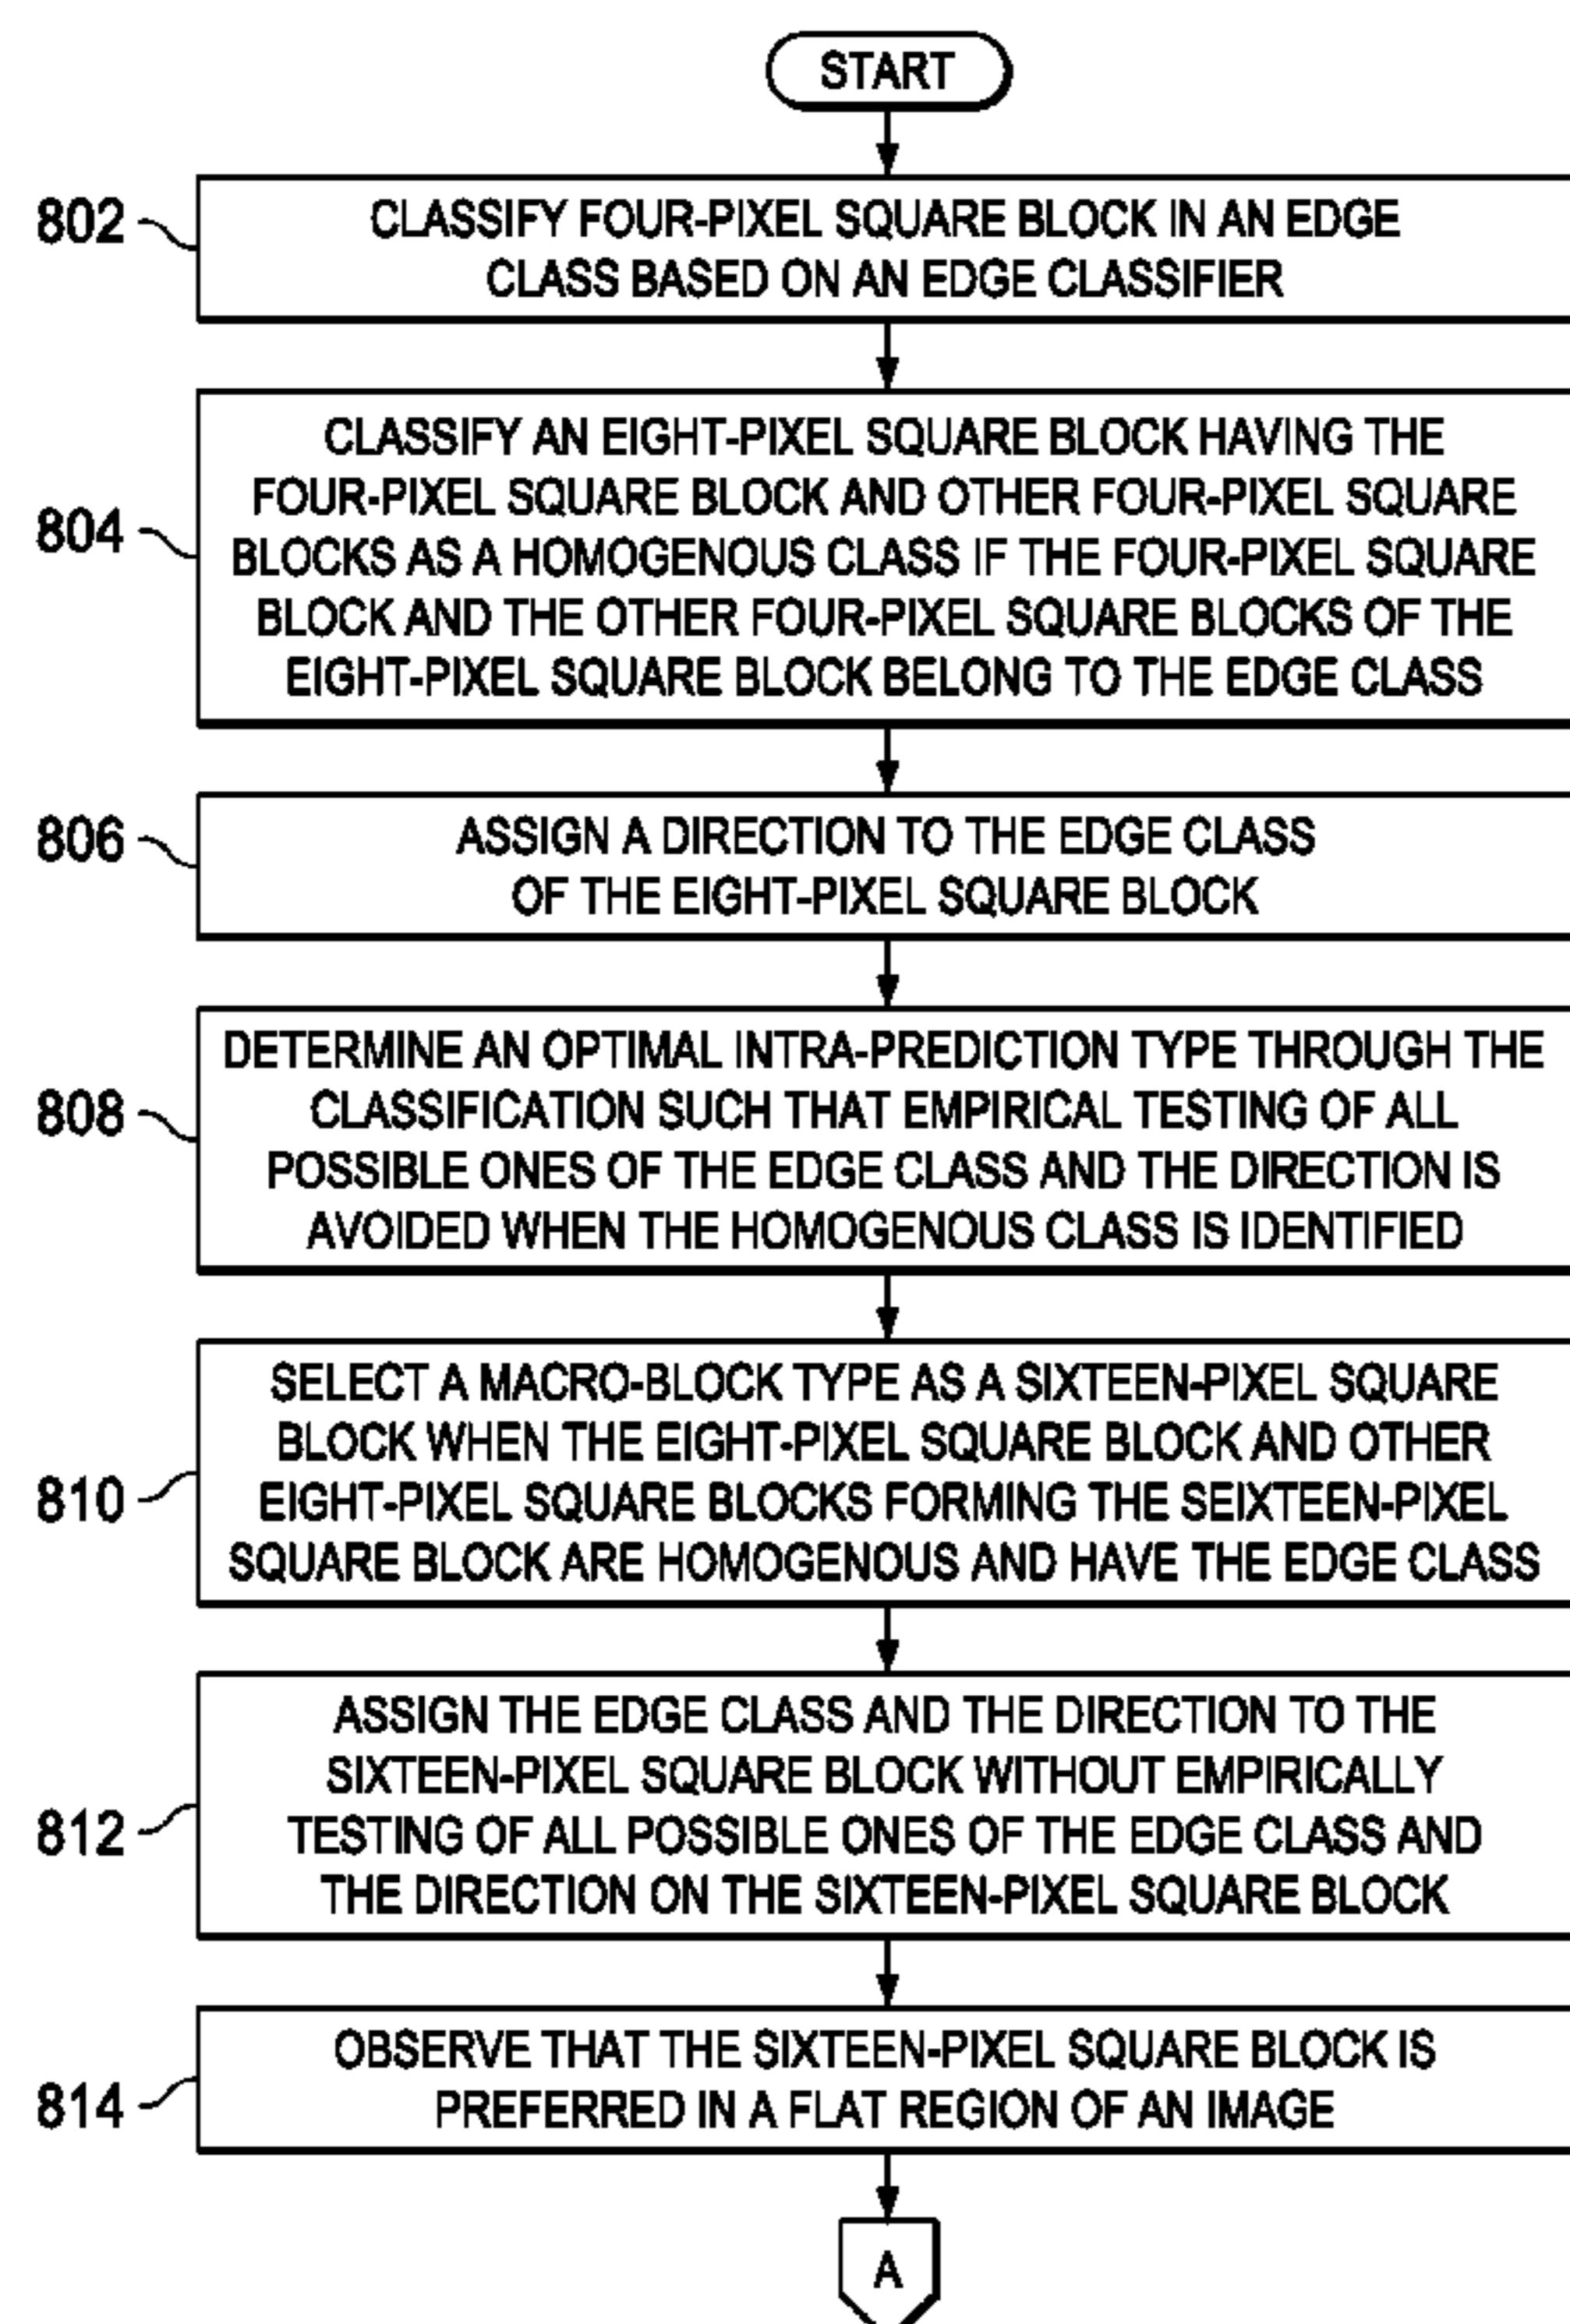 START
802
CLASSIFY FOUR-PIXEL SQUARE BLOCK IN AN EDGE
CLASS BASED ON AN EDGE CLASSIFIER
804
CLASSIFY AN EIGHT-PIXEL SQUARE BLOCK HAVING THE
FOUR-PIXEL SQUARE BLOCK AND OTHER FOUR-PIXEL SQUARE
BLOCKS AS A HOMOGENOUS CLASS IF THE FOUR-PIXEL SQUARE
BLOCK AND THE OTHER FOUR-PIXEL SQUARE BLOCKS OF THE
EIGHT-PIXEL SQUARE BLOCK BELONG TO THE EDGE CLASS
806
ASSIGN A DIRECTION TO THE EDGE CLASS
OF THE EIGHT-PIXEL SQUARE BLOCK
808
DETERMINE AN OPTIMAL INTRA-PREDICTION TYPE THROUGH THE
CLASSIFICATION SUCH THAT EMPIRICAL TESTING OF ALL
POSSIBLE ONES OF THE EDGE CLASS AND THE DIRECTION IS
AVOIDED WHEN THE HOMOGENOUS CLASS IS IDENTIFIED
810
SELECT A MACRO-BLOCK TYPE AS A SIXTEEN-PIXEL SQUARE
BLOCK WHEN THE EIGHT-PIXEL SQUARE BLOCK AND OTHER
EIGHT-PIXEL SQUARE BLOCKS FORMING THE SEIXTEEN-PIXEL
SQUARE BLOCK ARE HOMOGENOUS AND HAVE THE EDGE CLASS
812
ASSIGN THE EDGE CLASS AND THE DIRECTION TO THE
SIXTEEN-PIXEL SQUARE BLOCK WITHOUT EMPIRICALLY
TESTING OF ALL POSSIBLE ONES OF THE EDGE CLASS AND
THE DIRECTION ON THE SIXTEEN-PIXEL SQUARE BLOCK
814
OBSERVE THAT THE SIXTEEN-PIXEL SQUARE BLOCK IS
PREFERRED IN A FLAT REGION OF AN IMAGE
A